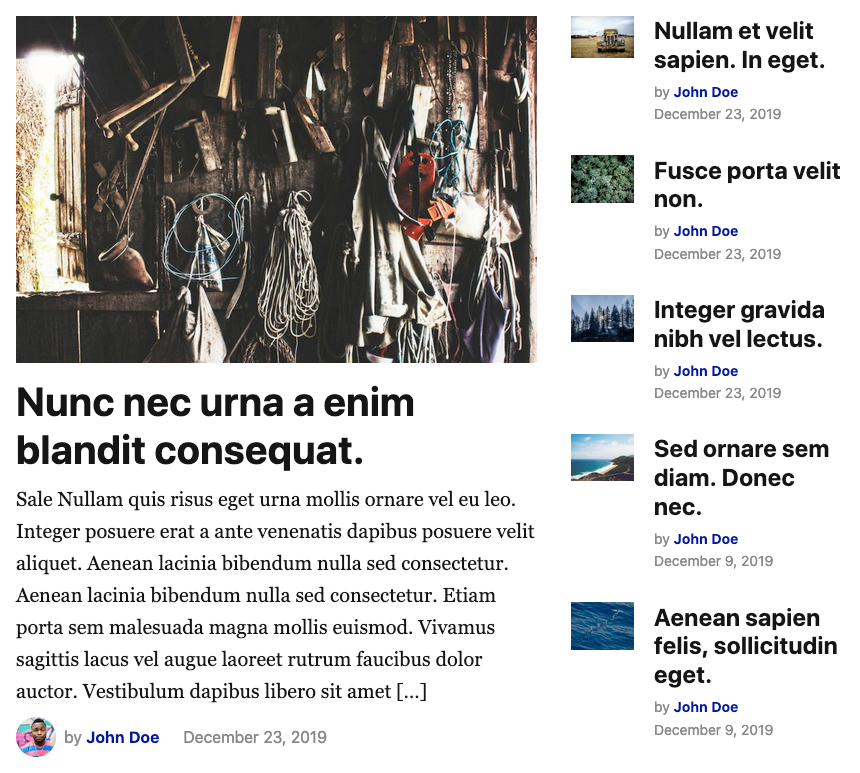 Nunc nec urna a enim
blandit consequat.
Sale Nullam quis risus eget urna mollis ornare vel eu leo.
Integer posuere erat a ante venenatis dapibus posuere velit
aliquet. Aenean lacinia bibendum nulla sed consectetur.
Aenean lacinia bibendum nulla sed consectetur. Etiam
porta sem malesuada magna mollis euismod. Vivamus
sagittis lacus vel augue laoreet rutrum faucibus dolor
auctor. Vestibulum dapibus libero sit amet [...]
by John Doe December 23, 2019
Nullam et velit
sapien. In eget.
by John Doe
December 23, 2019
Fusce porta velit
non.
by John Doe
December 23, 2019
Integer gravida
nibh vel lectus.
by John Doe
December 23, 2019
Sed ornare sem
diam. Donec
nec.
by John Doe
December 9, 2019
Aenean sapien
felis, sollicitudin
eget.
by John Doe
December 9, 2019